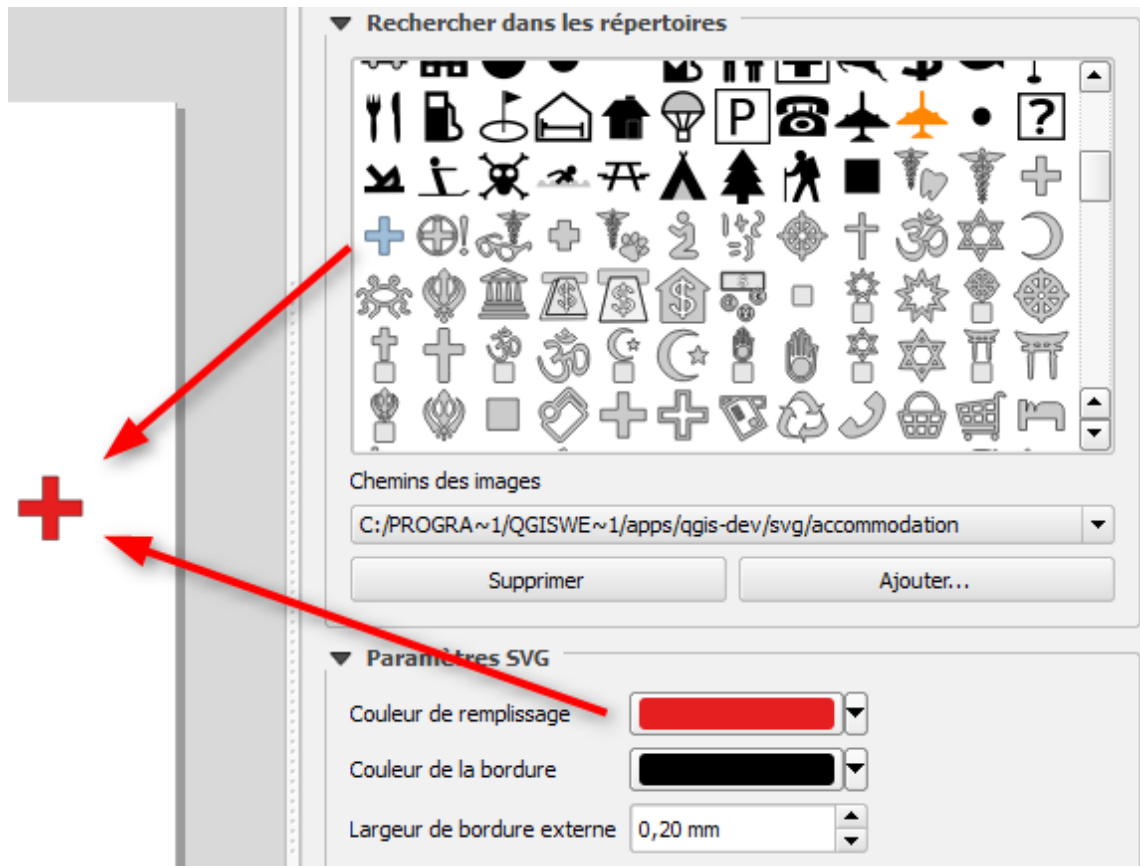 Rechercher dans les répertoires
P
?
Chemins des images
C:/PROGRA~1/QGISWE~1/apps/qgis-dev/svg/accommodation
Supprimer
Ajouter...
Paramètres SVG
Couleur de remplissage
Couleur de la bordure
Largeur de bordure externe
0,20 mm